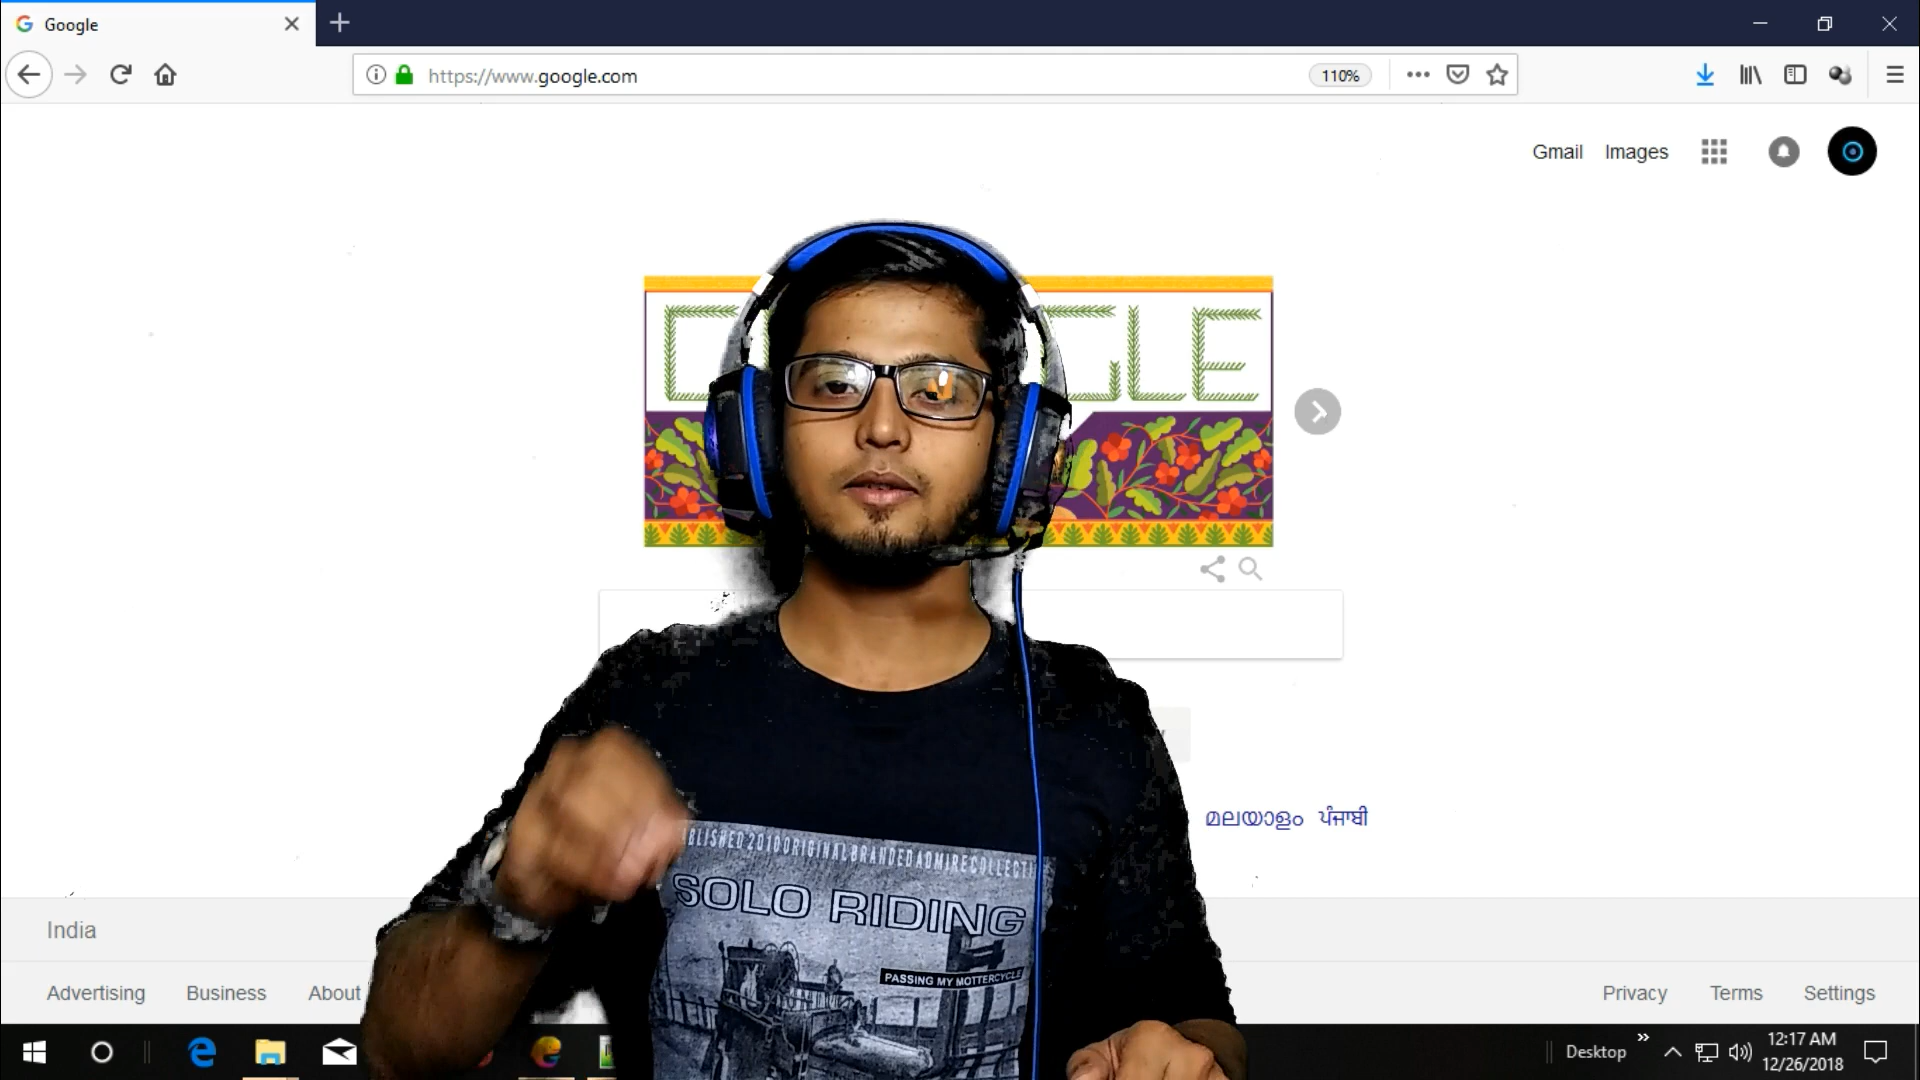 Google
https://www.google.com
110%
Gmail Images
മലയാളം ਪੰਜਾਬੀ
BLISHED 2010 ORIGINAL BRANDED ADMIRE COLLECTI
SOLO RIDING
PASSING MY MOTTERCYCLE
India
Advertising Business About
Privacy Terms Settings
Desktop
12:17 AM
12/26/2018